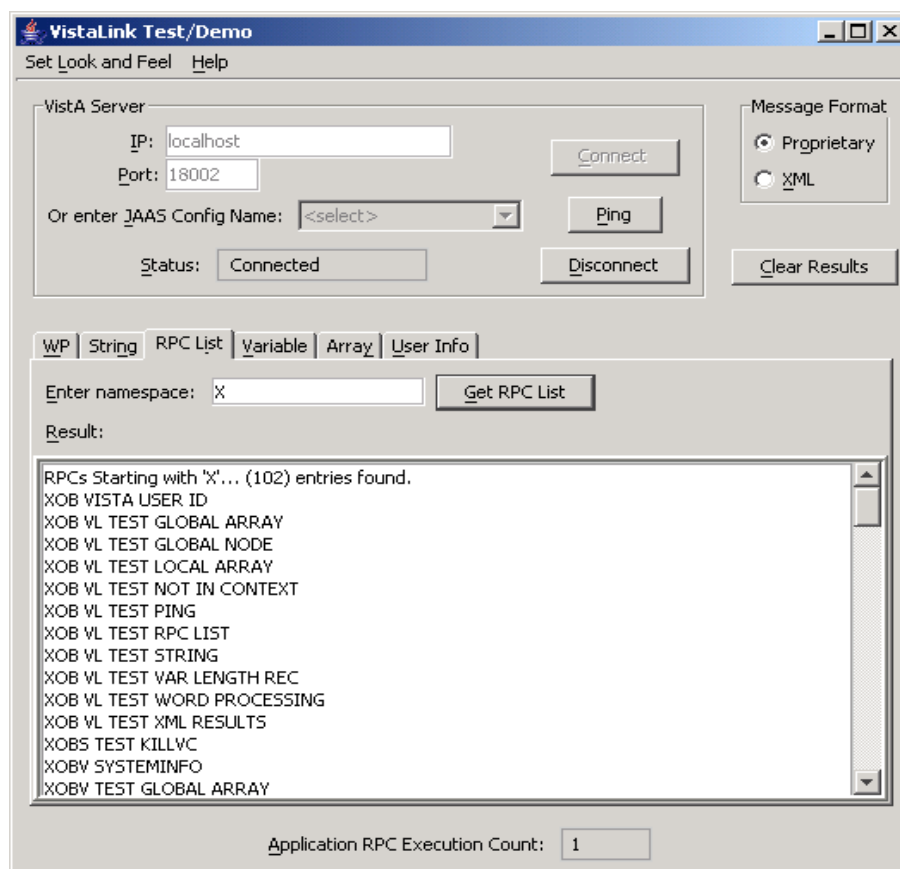 VistaLink Test/Demo
Set Look and Feel Help
VistA Server
Message Format
IP: localhost
Connect
Proprietary
Port: 18002
XML
Or enter JAAS Config Name: <select>
Ping
Status: Connected
Disconnect
Clear Results
WP String RPC List Variable Array User Info
Enter namespace: X Get RPC List
Result:
RPCs Starting with 'X'... (102) entries found.
XOB VISTA USER ID
XOB VL TEST GLOBAL ARRAY
XOB VL TEST GLOBAL NODE
XOB VL TEST LOCAL ARRAY
XOB VL TEST NOT IN CONTEXT
XOB VL TEST PING
XOB VL TEST RPC LIST
XOB VL TEST STRING
XOB VL TEST VAR LENGTH REC
XOB VL TEST WORD PROCESSING
XOB VL TEST XML RESULTS
XOBS TEST KILLVC
XOBV SYSTEMINFO
XOBV TEST GLOBAL ARRAY
Application RPC Execution Count: 1